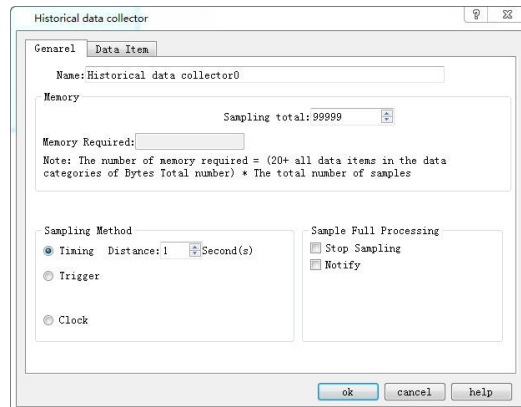 Historical data collector
Genarel Data Item
Name: Historical data collector0
Memory
Sampling total: 99999
Memory Required:
Note: The number of memory required = (20+ all data items in the data
categories of Bytes Total number) * The total number of samples
Sampling Method
Timing Distance: 1 Second(s)
Trigger
Clock
Sample Full Processing
Stop Sampling
Notify
ok cancel help